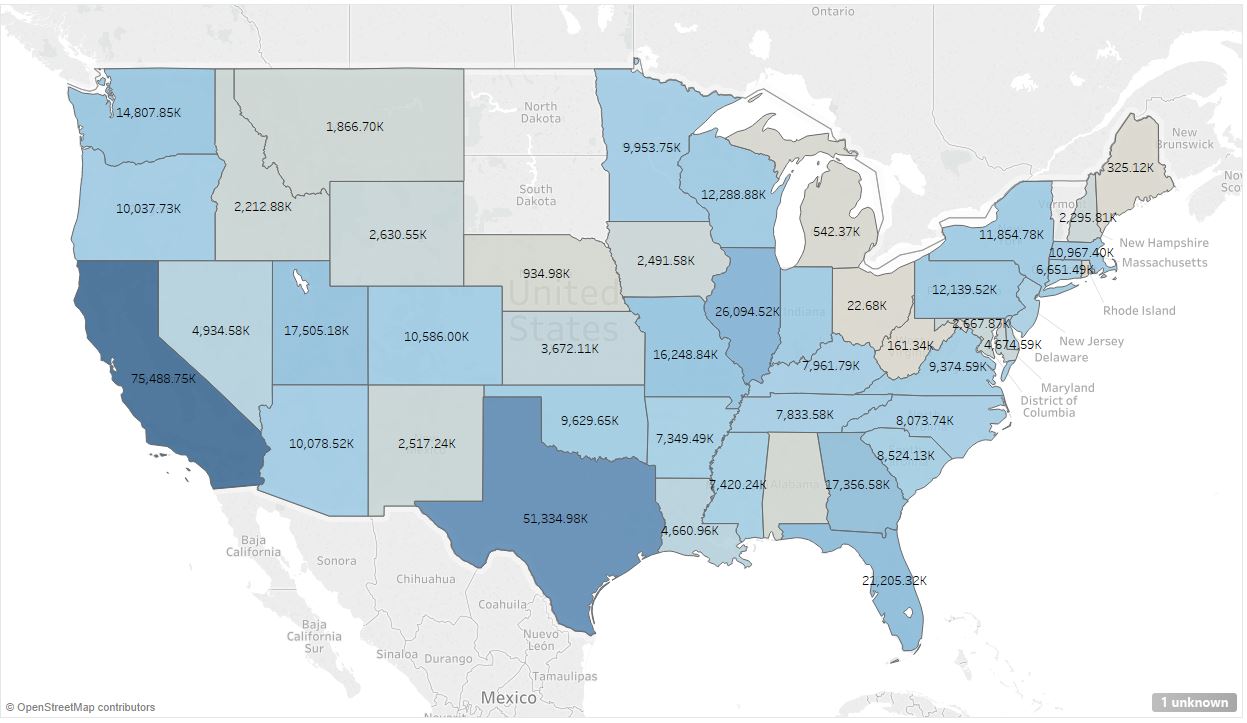 Ontario
14,807.85K
1,866.70K
North
Dakota
9,953.75K
New
Brunswick
325.12K
12,288.88K
South
Dakota
10,037.73K
2,212.88K
2,630.55K
542.37K
Vermont
2,295.81K
11,854.78K
New Hampshire
10,967.40K
Massachusetts
6,651.49K
2,491.58K
934.98K
12,139.52K
United
States
22.68K
26,094.52K
Indiana
Rhode Island
4,934.58K
17,505.18K
10,586.00K
3,672.11K
16,248.84K
2,667.87K
161.34K
4,674.59K
New Jersey
Delaware
75,488.75K
7,961.79K
9,374.59K
Maryland
District of
Columbia
10,078.52K
2,517.24K
9,629.65K
7,349.49K
7,833.58K
8,073.74K
8,524.13K
7,420.24K
Alabama
17,356.58K
51,334.98K
4,660.96K
21,205.32K
Baja
California
Sonora
Chihuahua
Coahuila
Baja
California
Sur
Nuevo
León
Sinaloa
Durango
Tamaulipas
Mexico
© OpenStreetMap contributors
1 unknown